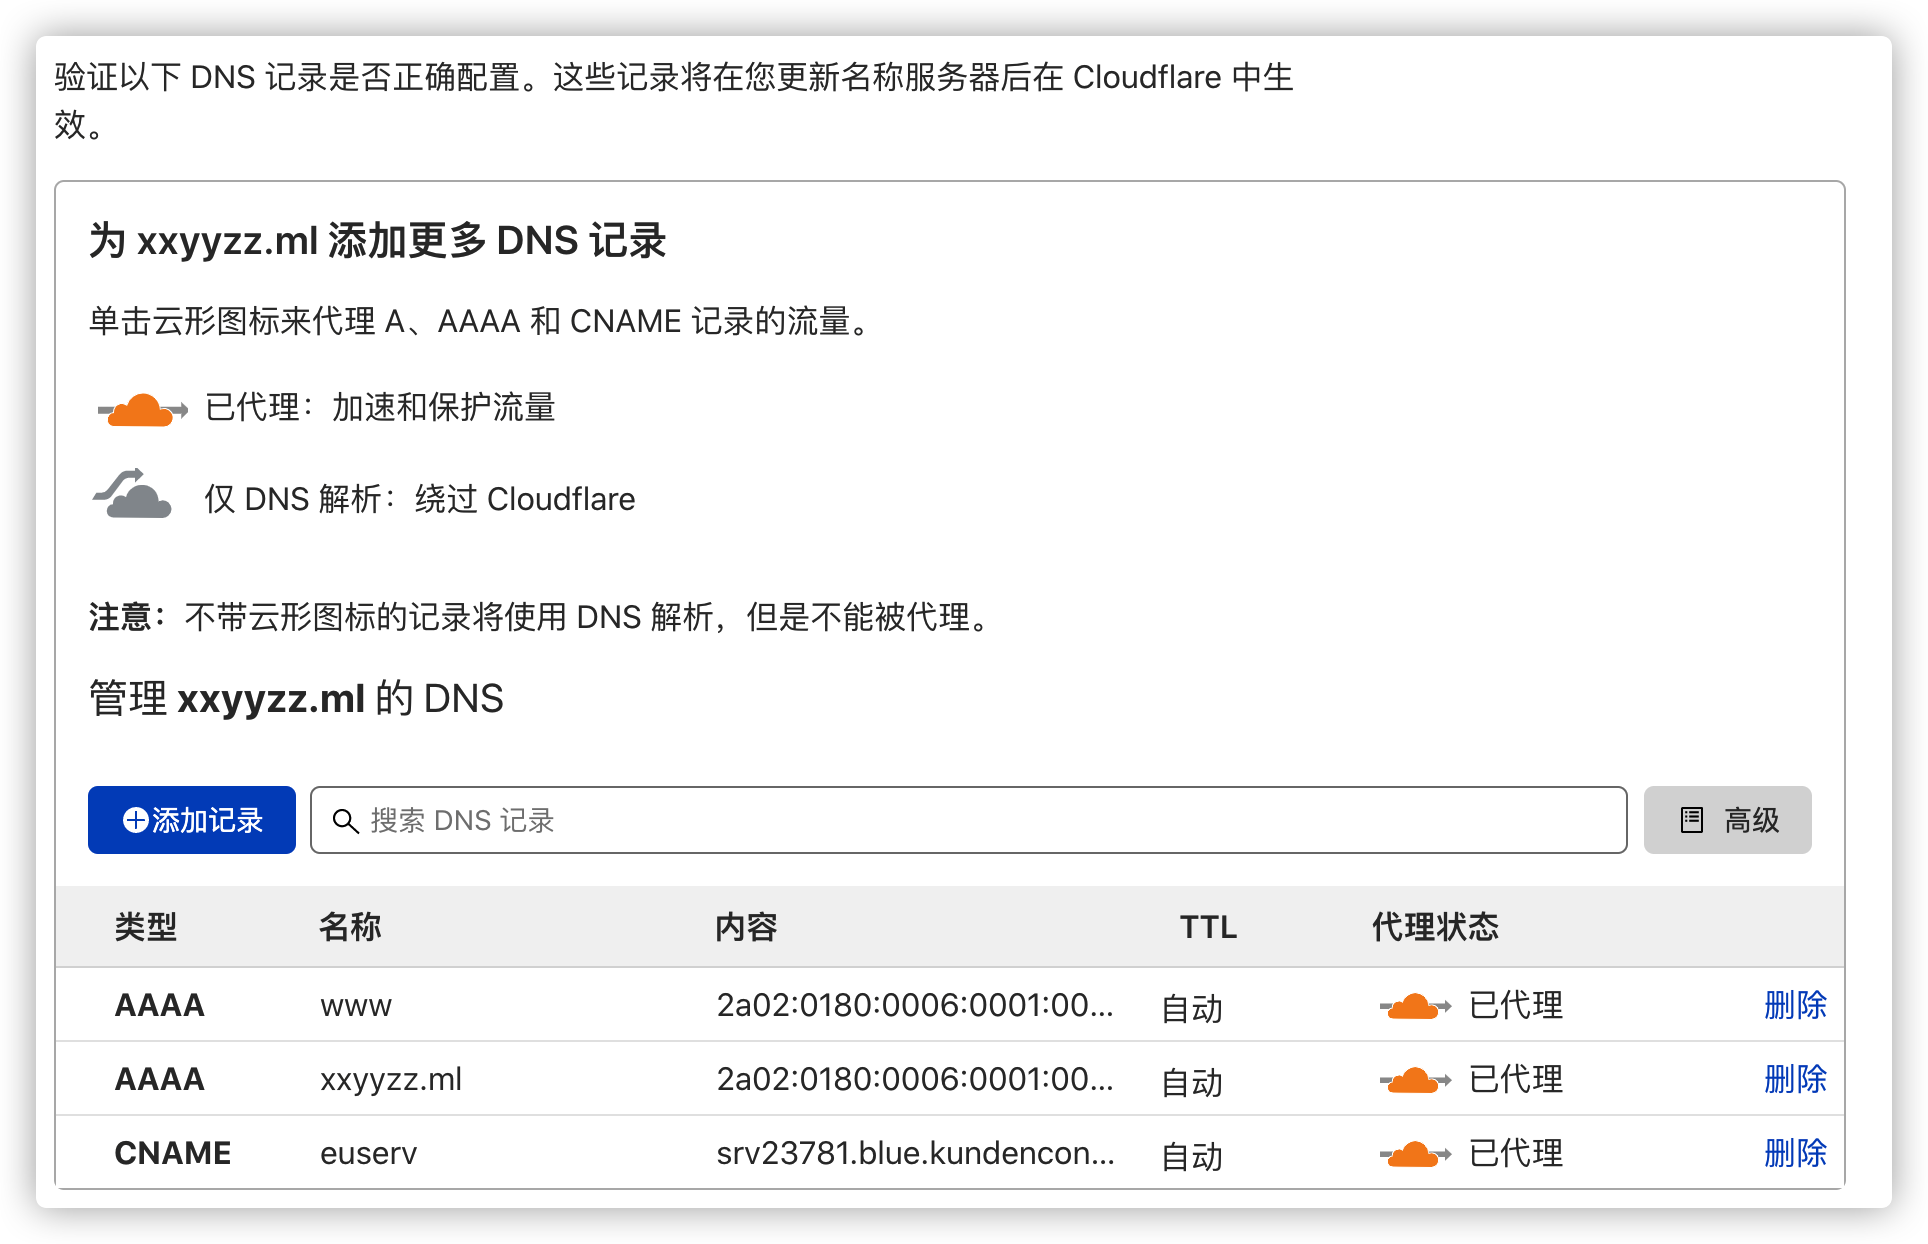 验证以下 DNS 记录是否正确配置。这些记录将在您更新名称服务器后在 Cloudflare 中生
效。
为 xxyyzz.ml 添加更多 DNS 记录
单击云形图标来代理 A、AAAA 和 CNAME 记录的流量。
已代理：加速和保护流量
仅 DNS 解析：绕过 Cloudflare
注意：不带云形图标的记录将使用 DNS 解析，但是不能被代理。
管理 xxyyzz.ml 的 DNS
添加记录 搜索 DNS 记录 高级
类型 名称 内容 TTL 代理状态
AAAA www 2a02:0180:0006:0001:00... 自动 已代理 删除
AAAA xxyyzz.ml 2a02:0180:0006:0001:00... 自动 已代理 删除
CNAME euserv srv23781.blue.kundencon... 自动 已代理 删除